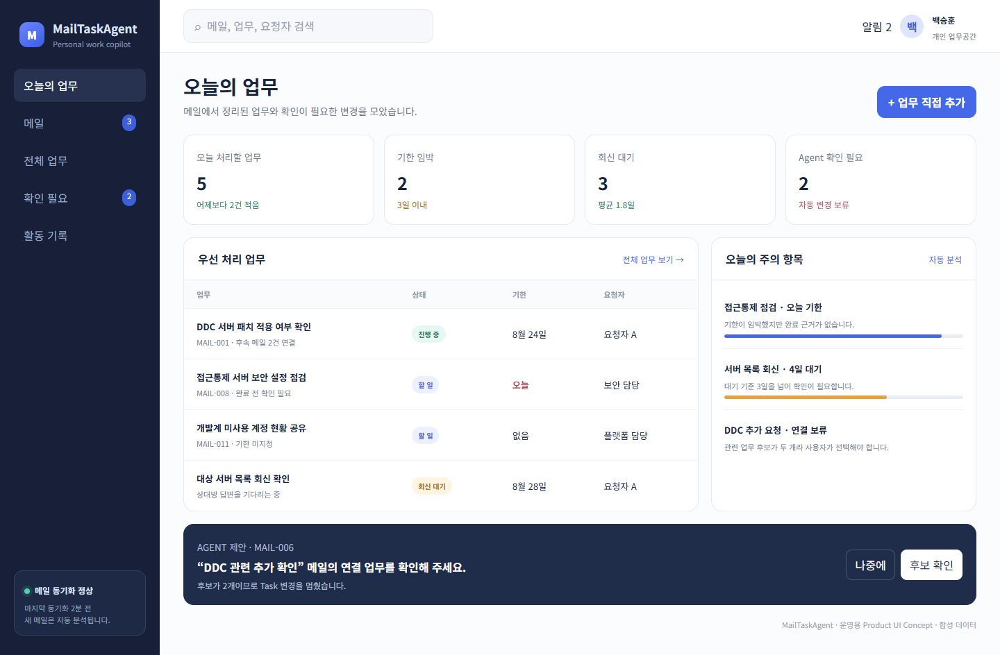 M
MailTaskAgent
Personal work copilot
오늘의 업무
메일 3
전체 업무
확인 필요 2
활동 기록
메일 동기화 정상
마지막 동기화 2분 전
새 메일은 자동 분석됩니다.
메일, 업무, 요청자 검색
알림 2
백
백승훈
개인 업무공간
오늘의 업무
메일에서 정리된 업무와 확인이 필요한 변경을 모았습니다.
+ 업무 직접 추가
오늘 처리할 업무
5
어제보다 2건 적음
기한 임박
2
3일 이내
회신 대기
3
평균 1.8일
Agent 확인 필요
2
자동 변경 보류
우선 처리 업무
전체 업무 보기 →
업무 상태 기한 요청자
DDC 서버 패치 적용 여부 확인
MAIL-001 · 후속 메일 2건 연결
진행 중
8월 24일
요청자 A
접근통제 서버 보안 설정 점검
MAIL-008 · 완료 전 확인 필요
할 일
오늘
보안 담당
개발계 미사용 계정 현황 공유
MAIL-011 · 기한 미지정
할 일
없음
플랫폼 담당
대상 서버 목록 회신 확인
상대방 답변을 기다리는 중
회신 대기
8월 28일
요청자 A
오늘의 주의 항목
자동 분석
접근통제 점검 · 오늘 기한
기한이 임박했지만 완료 근거가 없습니다.
서버 목록 회신 · 4일 대기
대기 기준 3일을 넘어 확인이 필요합니다.
DDC 추가 요청 · 연결 보류
관련 업무 후보가 두 개라 사용자가 선택해야 합니다.
AGENT 제안 · MAIL-006
“DDC 관련 추가 확인” 메일의 연결 업무를 확인해 주세요.
후보가 2개이므로 Task 변경을 멈췄습니다.
나중에
후보 확인
MailTaskAgent · 운영용 Product UI Concept · 합성 데이터